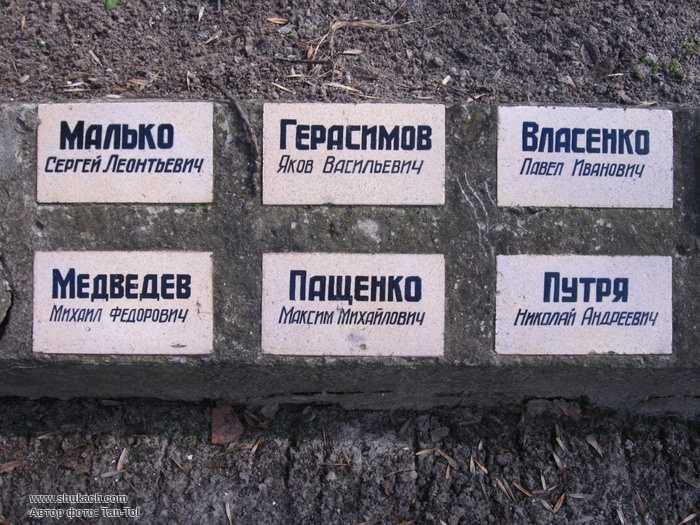 Малько
Сергей Леонтьевич
Герасимов
Яков Васильевич
Власенко
Павел Иванович
Медведев
Михаил Федорович
Пащенко
Максим Михайлович
Путря
Николай Андреевич
www.shukach.com
Автор фото: Tan-Tol